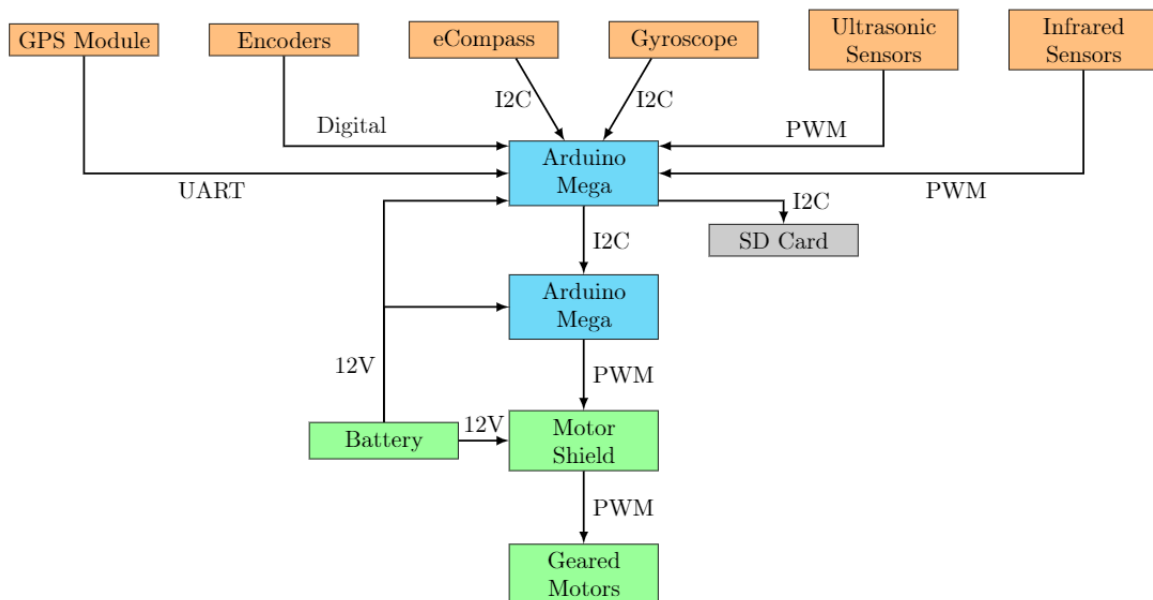 GPS Module
Encoders
eCompass
Gyroscope
Ultrasonic
Sensors
Infrared
Sensors
I2C
I2C
Digital
PWM
Arduino
Mega
UART
PWM
I2C
SD Card
I2C
Arduino
Mega
12V
PWM
Battery
12V
Motor
Shield
PWM
Geared
Motors